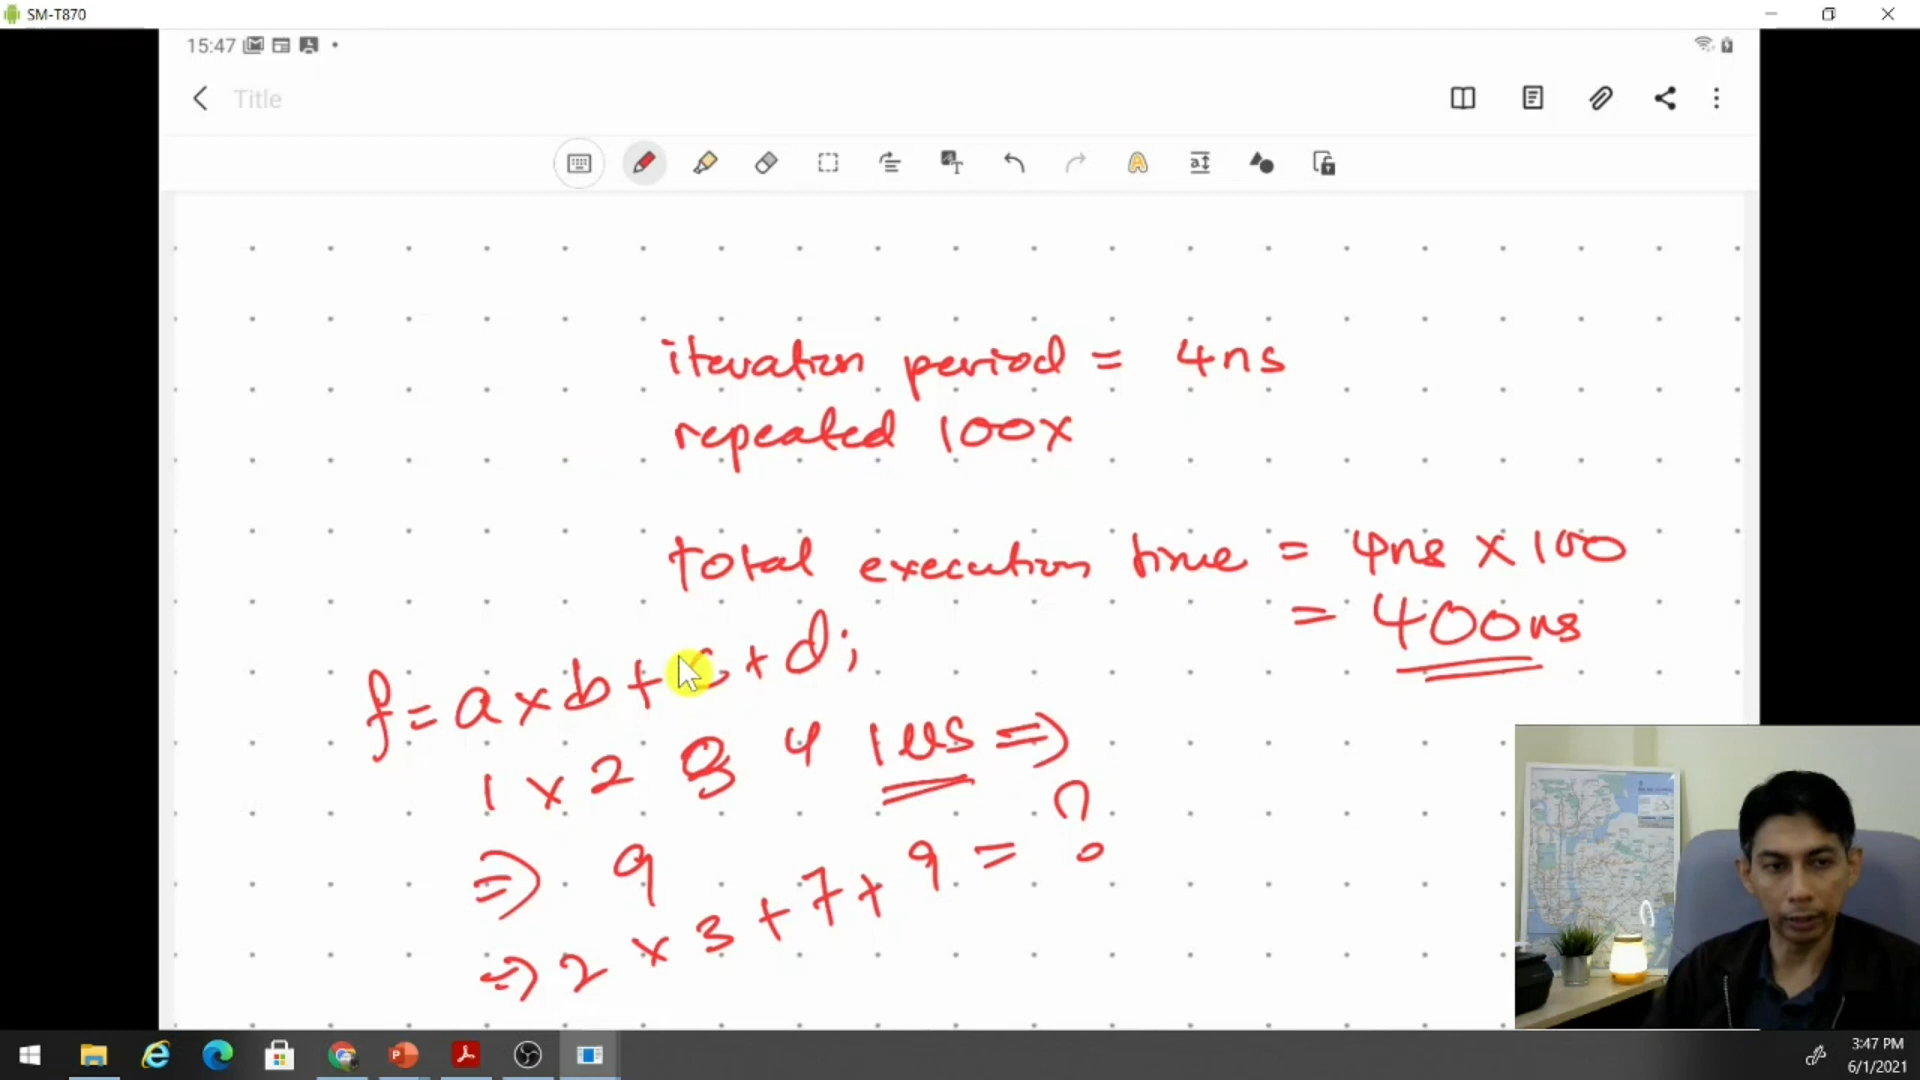 SM-T870
15:47
Title
iteration period = 4ns
repeated 100x
total execution time = 4ns x 100
= 400ns
f = a x b + c + d;
1 x 2 3 4 1us ⇒
⇒ 9
⇒ 2 x 3 + 7 + 9 = ?
3:47 PM
6/1/2021